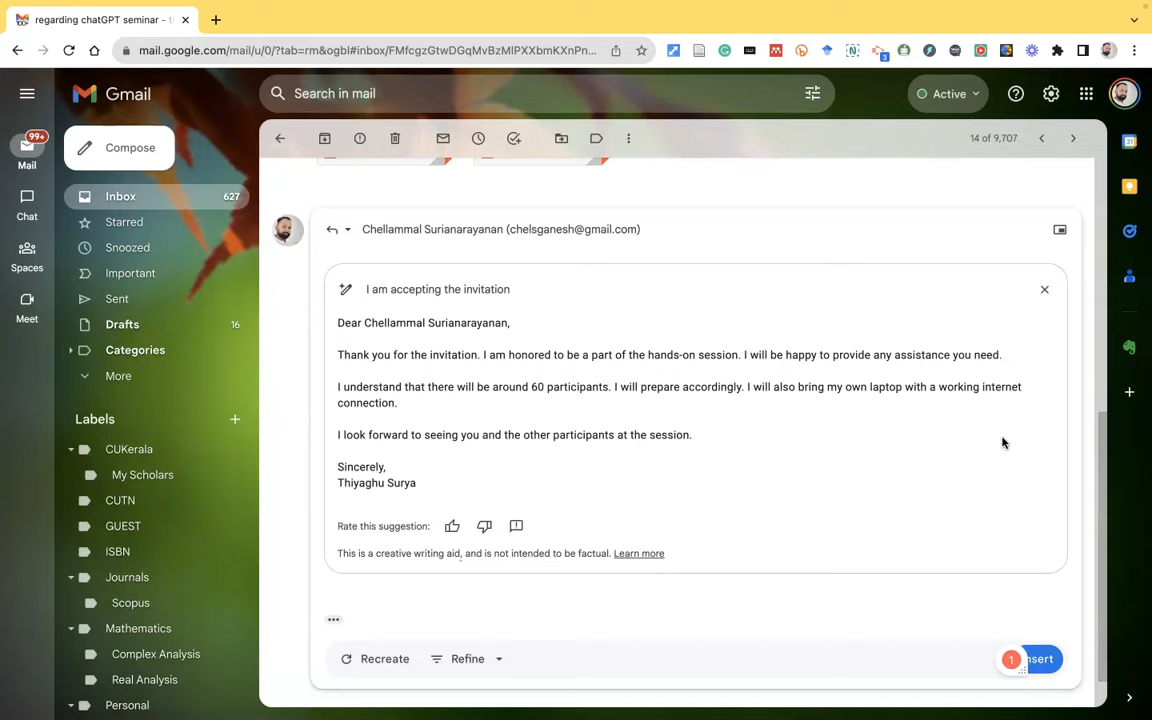 regarding chatGPT seminar - t
mail.google.com/mail/u/0/?tab=rm&ogbl#inbox/FMfcgzGtwDGqMvBzMlPXXbmKXnPn...
3
Gmail
Search in mail
Active
99+
Mail
Chat
Spaces
Meet
Compose
Inbox 627
Starred
Snoozed
Important
Sent
Drafts 16
Categories
More
Labels
CUKerala
My Scholars
CUTN
GUEST
ISBN
Journals
Scopus
Mathematics
Complex Analysis
Real Analysis
Personal
14 of 9,707
Chellammal Surianarayanan (chelsganesh@gmail.com)
I am accepting the invitation
Dear Chellammal Surianarayanan,
Thank you for the invitation. I am honored to be a part of the hands-on session. I will be happy to provide any assistance you need.
I understand that there will be around 60 participants. I will prepare accordingly. I will also bring my own laptop with a working internet
connection.
I look forward to seeing you and the other participants at the session.
Sincerely,
Thiyaghu Surya
Rate this suggestion:
This is a creative writing aid, and is not intended to be factual. Learn more
Recreate
Refine
1
nsert
31